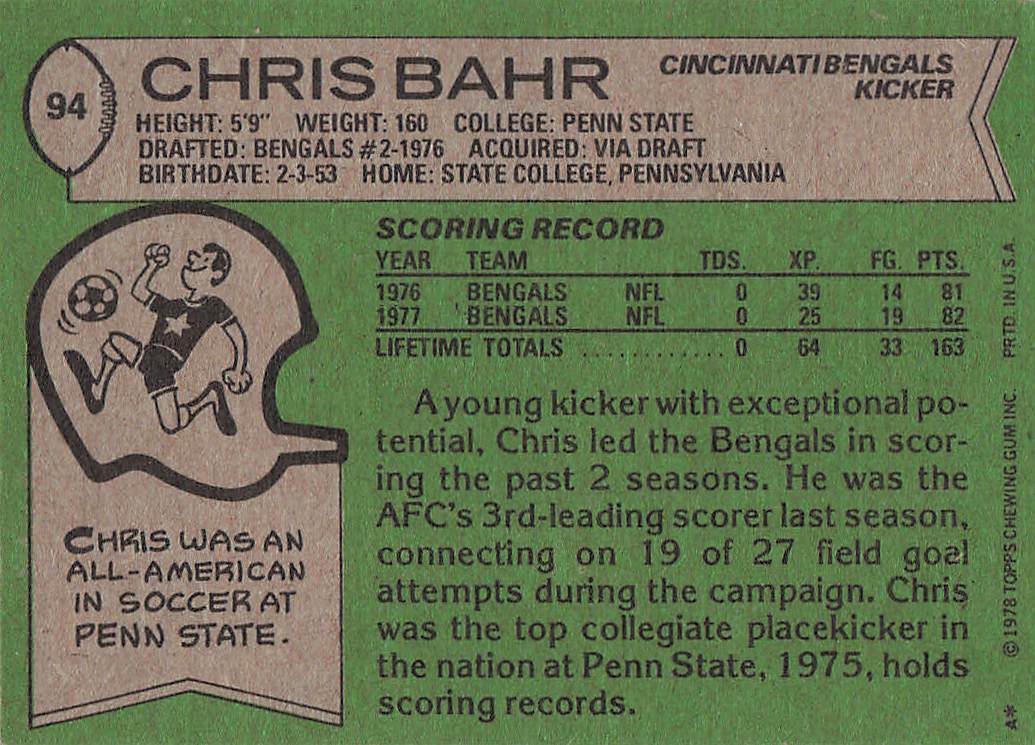 94
CHRIS BAHR
CINCINNATI BENGALS
KICKER
HEIGHT: 5'9" WEIGHT: 160 COLLEGE: PENN STATE
DRAFTED: BENGALS #2-1976 ACQUIRED: VIA DRAFT
BIRTHDATE: 2-3-53 HOME: STATE COLLEGE, PENNSYLVANIA
SCORING RECORD
YEAR TEAM TDS. XP. FG. PTS.
1976 BENGALS NFL 0 39 14 81
1977 BENGALS NFL 0 25 19 82
LIFETIME TOTALS ............ 0 64 33 163
A young kicker with exceptional po-
tential, Chris led the Bengals in scor-
ing the past 2 seasons. He was the
AFC's 3rd-leading scorer last season,
connecting on 19 of 27 field goal
attempts during the campaign. Chris
was the top collegiate placekicker in
the nation at Penn State, 1975, holds
scoring records.
CHRIS WAS AN
ALL-AMERICAN
IN SOCCER AT
PENN STATE.
A* © 1978 TOPPS CHEWING GUM INC. PRTD. IN U.S.A.